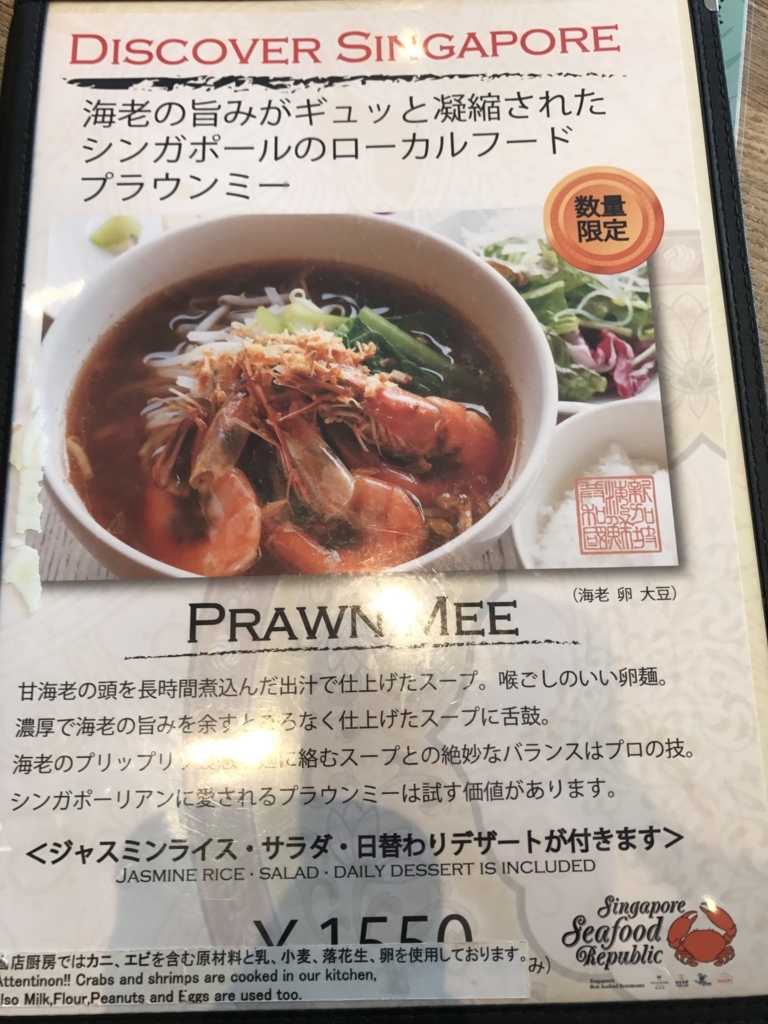 DISCOVER SINGAPORE
海老の旨みがギュッと凝縮された
シンガポールのローカルフード
プラウンミー
数量
限定
(海老 卵 大豆)
PRAWN MEE
甘海老の頭を長時間煮込んだ出汁で仕上げたスープ。喉ごしのいい卵麺。
濃厚で海老の旨みを余すところなく仕上げたスープに舌鼓。
海老のプリップリ 麺に絡むスープとの絶妙なバランスはプロの技。
シンガポーリアンに愛されるプラウンミーは試す価値があります。
<ジャスミンライス・サラダ・日替わりデザートが付きます>
JASMINE RICE · SALAD · DAILY DESSERT IS INCLUDED
¥ 1550
み)
店厨房ではカニ、エビを含む原材料と乳、小麦、落花生、卵を使用しております。
Attentinon!! Crabs and shrimps are cooked in our kitchen,
lso Milk,Flour,Peanuts and Eggs are used too.
Singapore
Seafood
Republic